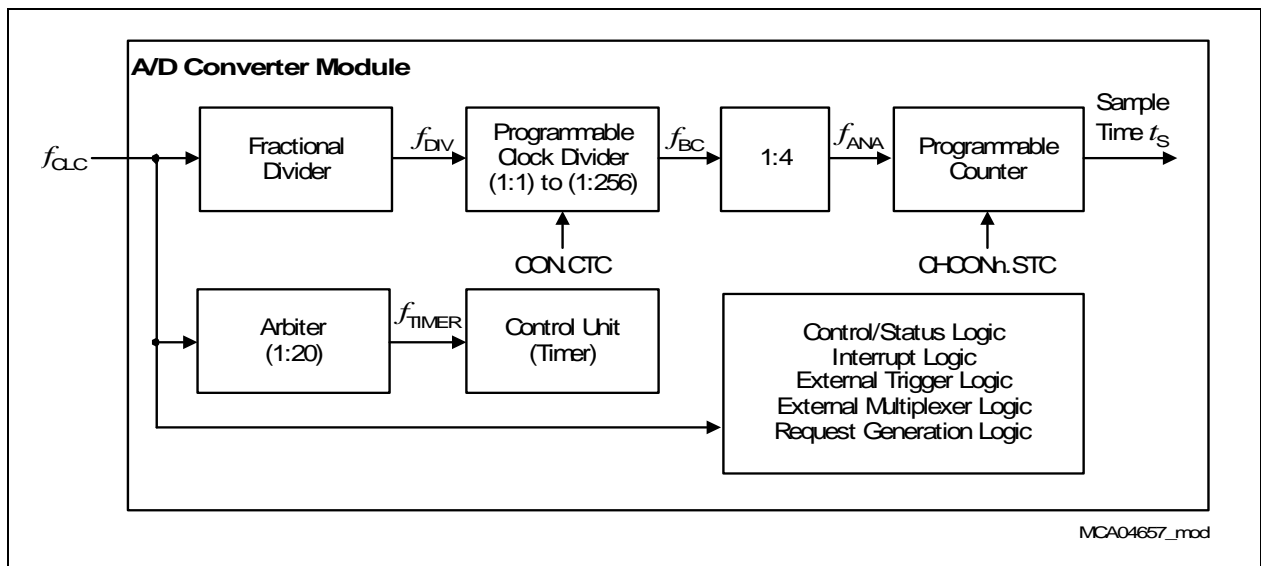 A/D Converter Module
fCLC
Fractional
Divider
fDIV
Programmable
Clock Divider
(1:1) to (1:256)
fBC
1:4
fANA
Programmable
Counter
Sample
Time tS
CON.CTC
CHCONn.STC
Arbiter
(1:20)
fTIMER
Control Unit
(Timer)
Control/Status Logic
Interrupt Logic
External Trigger Logic
External Multiplexer Logic
Request Generation Logic
MCA04657_mod